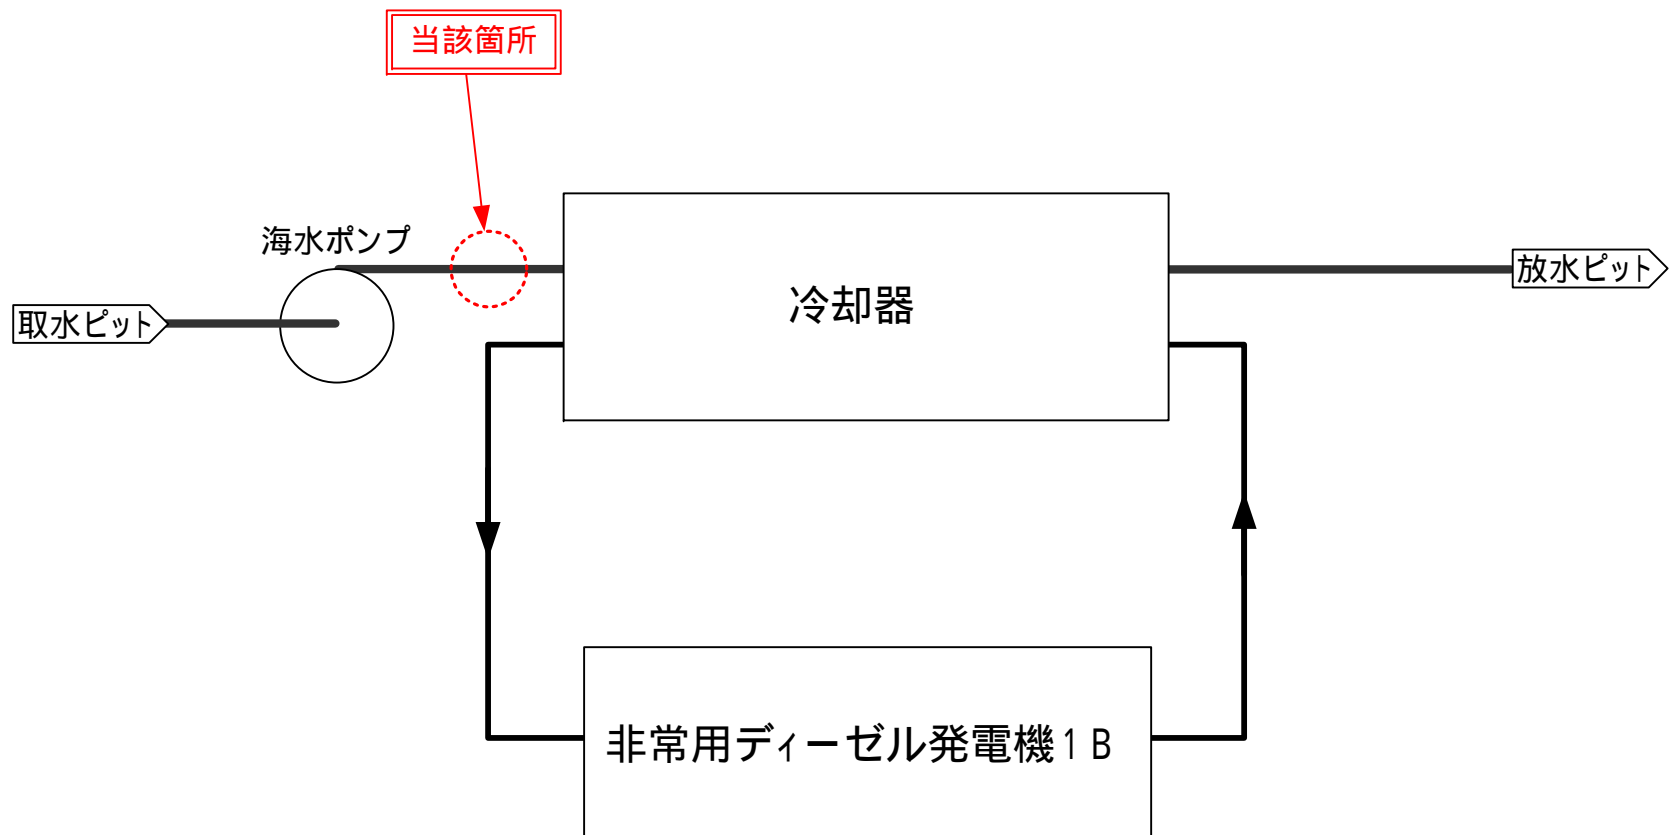 当該箇所
海水ポンプ
取水ピット
冷却器
放水ピット
非常用ディーゼル発電機1B